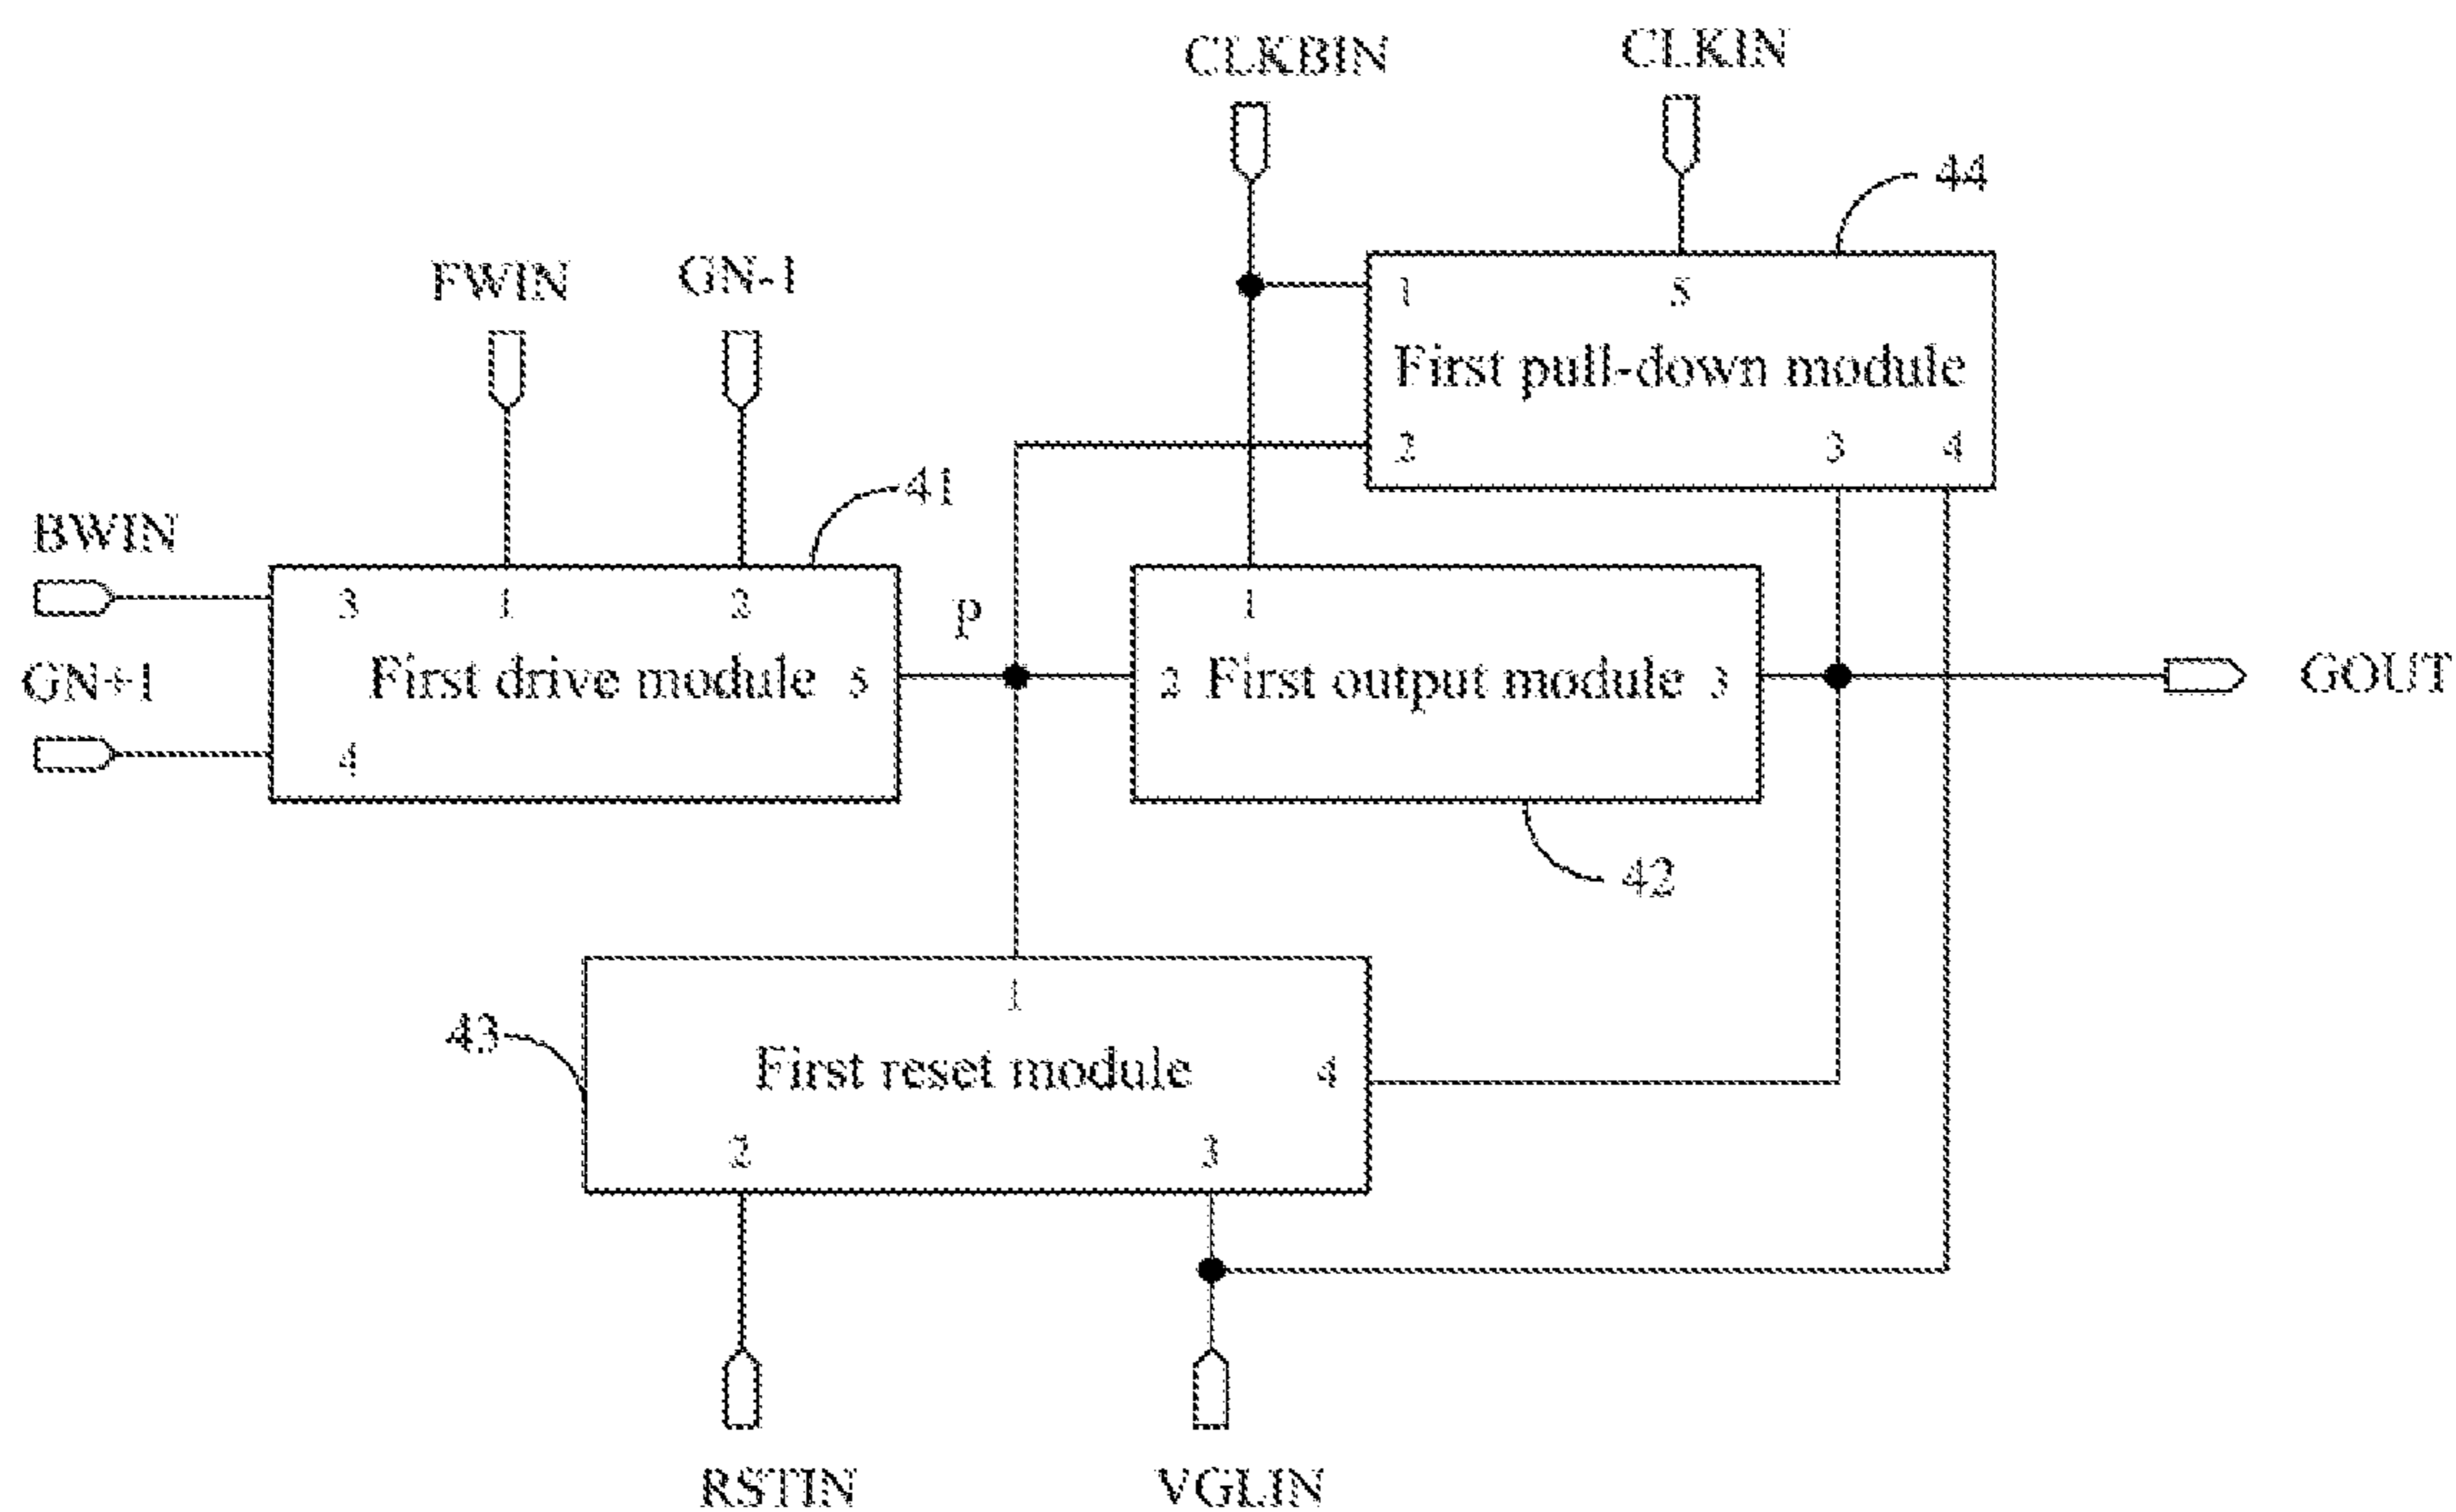 CLKBIN
CLKIN
44
FWIN
GN-1
1
5
First pull-down module
2
3
4
41
BWIN
3
1
2
p
1
GN+1
First drive module
5
2
First output module
3
GOUT
4
42
1
43
First reset module
4
2
3
RSTIN
VGLIN